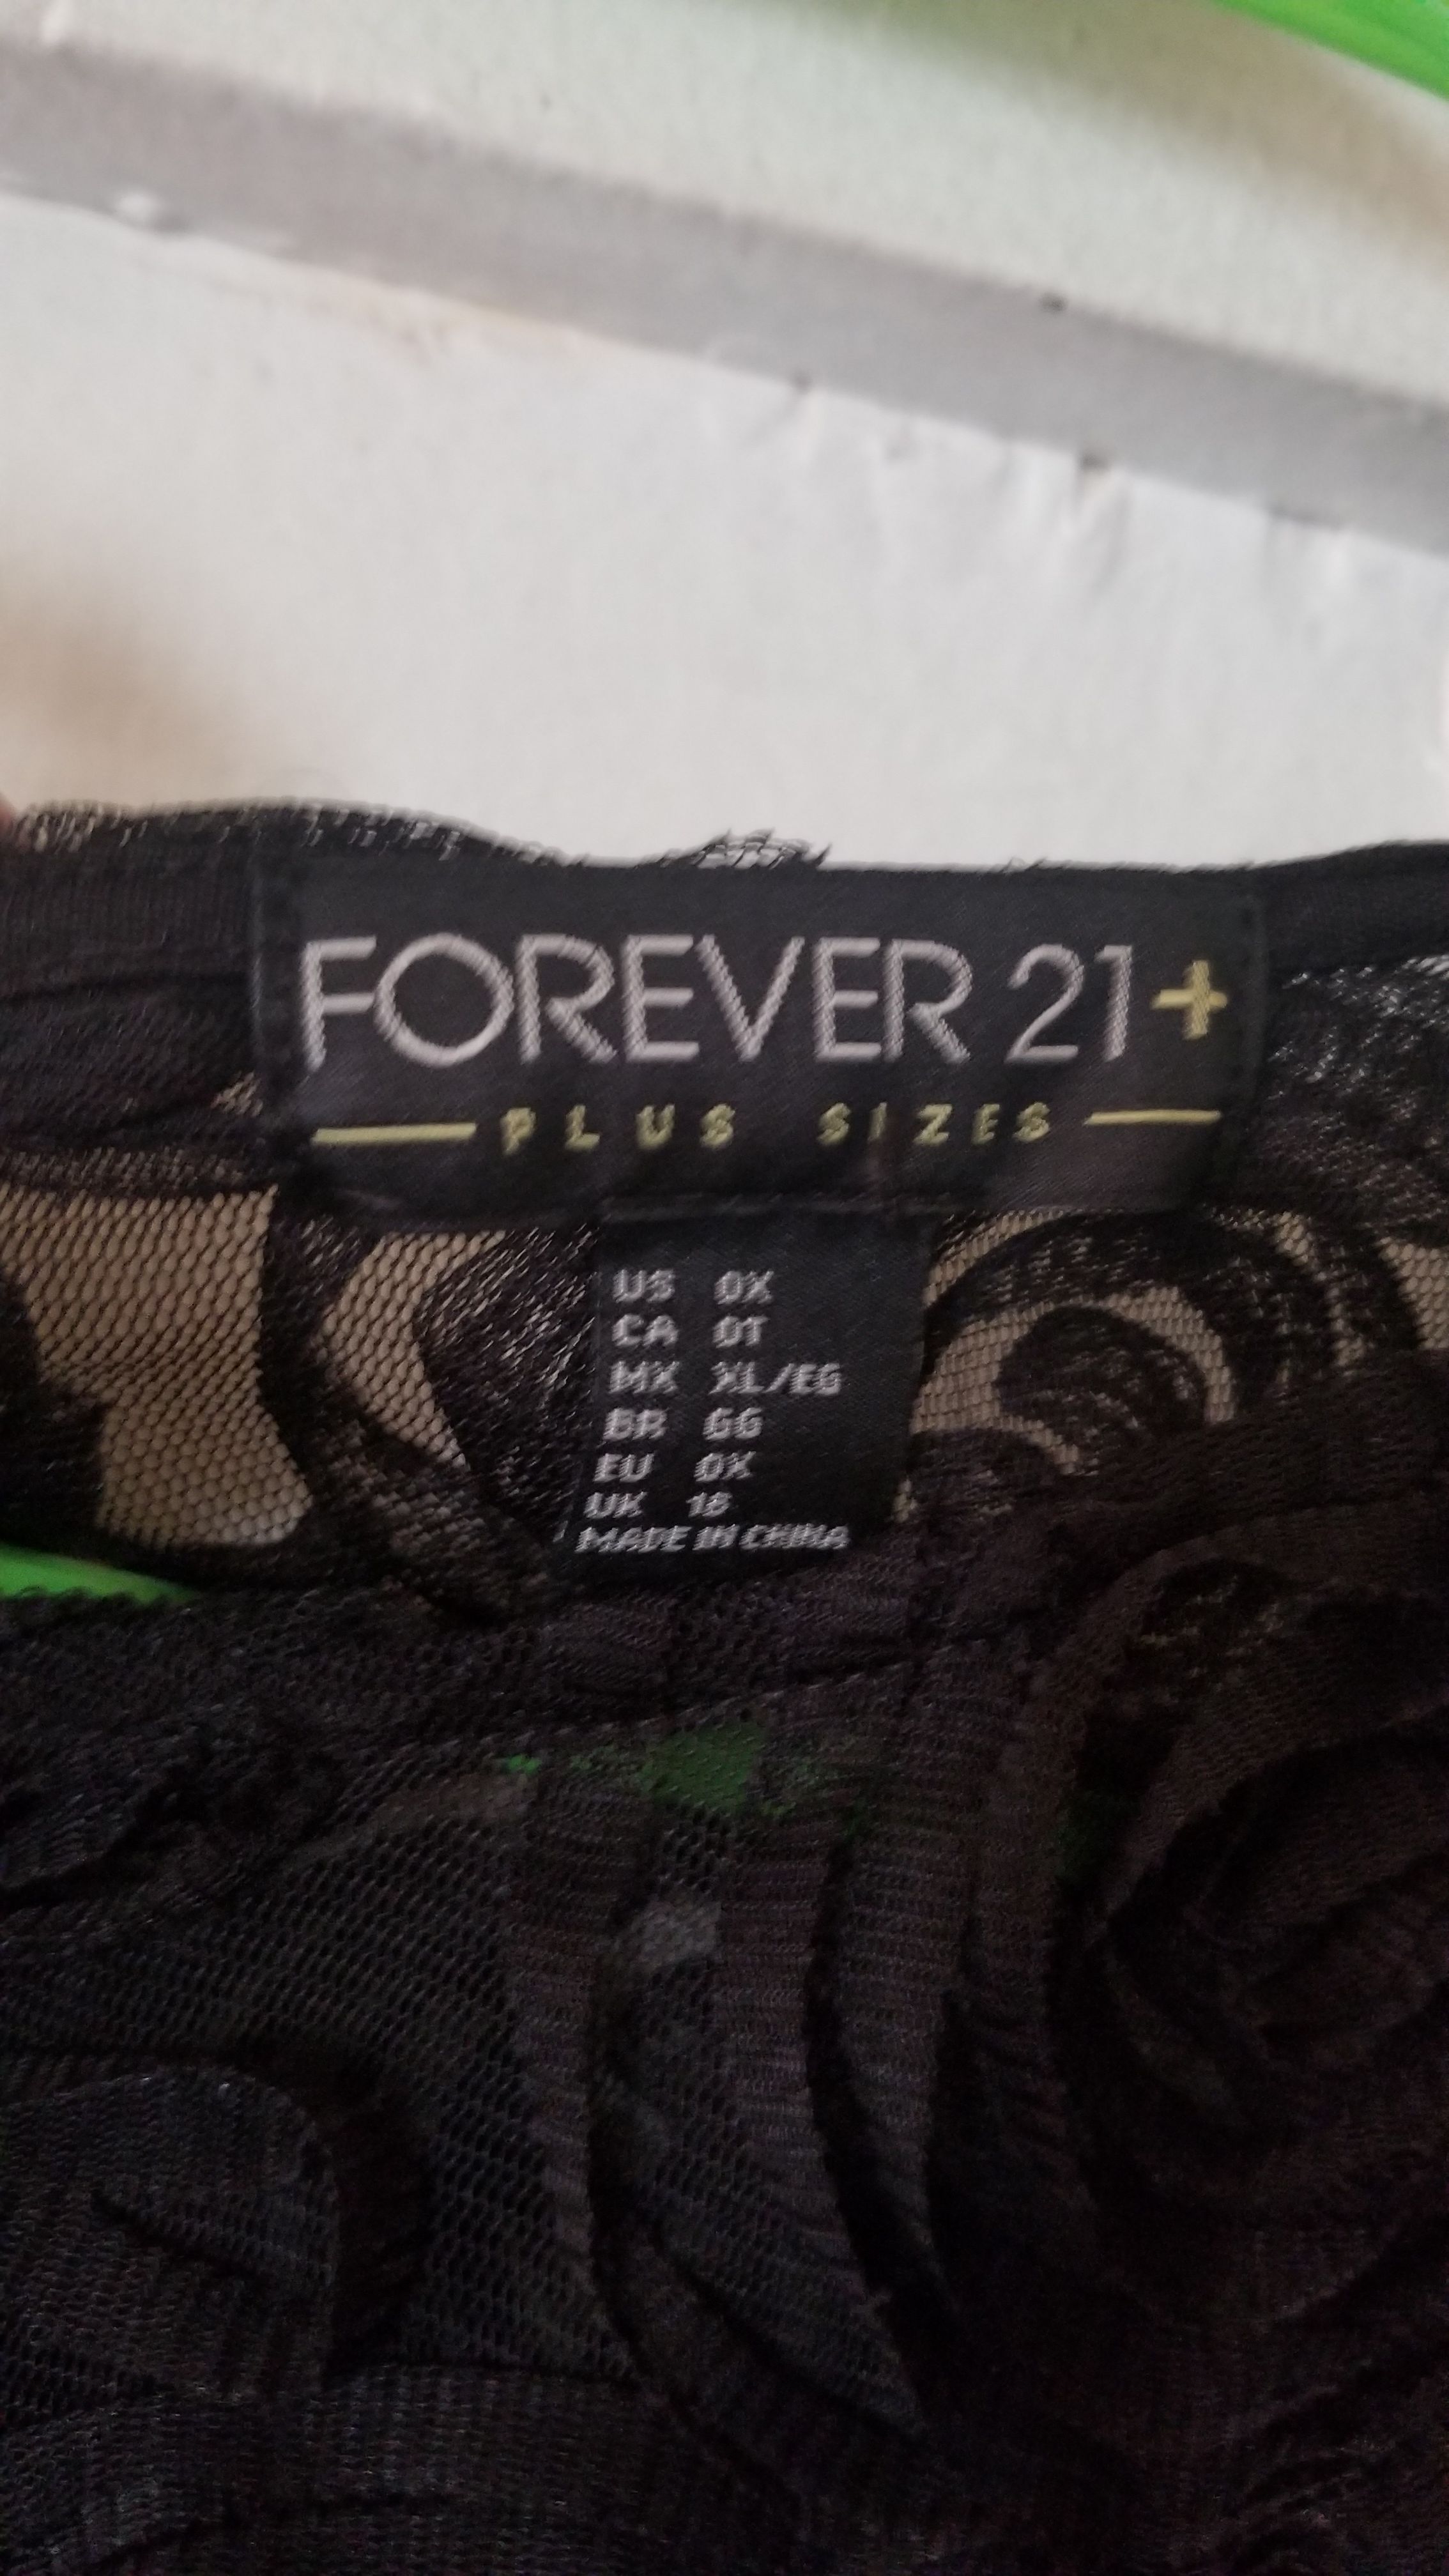 FOREVER 21+
PLUS SIZES
US 0X
CA 0T
MX XL/EG
BR GG
EU 0X
UK 18
MADE IN CHINA